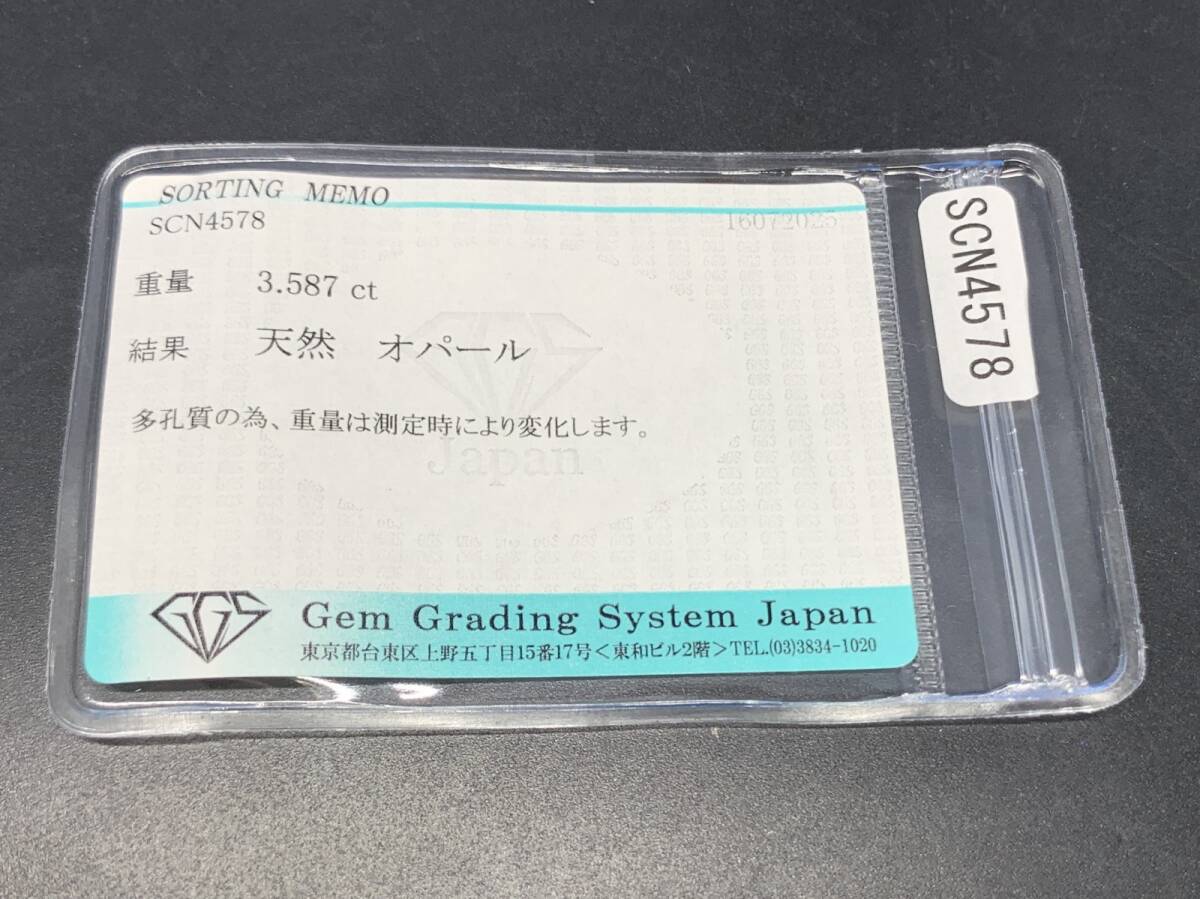 SORTING MEMO
SCN4578 16072025
重量 3.587 ct
結果 天然 オパール
多孔質の為、重量は測定時により変化します。
Japan
GGS Gem Grading System Japan
東京都台東区上野五丁目15番17号＜東和ビル2階＞TEL.(03)3834-1020
SCN4578